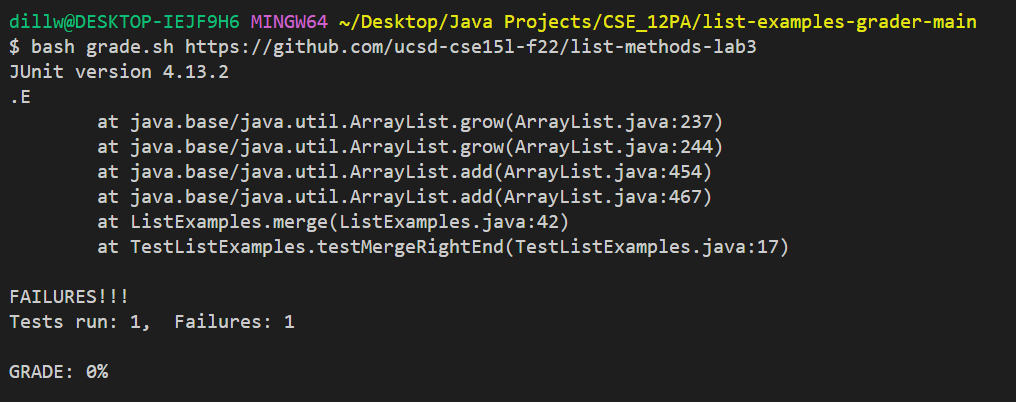 dillw@DESKTOP-IEJF9H6 MINGW64 ~/Desktop/Java Projects/CSE_12PA/list-examples-grader-main
$ bash grade.sh https://github.com/ucsd-cse15l-f22/list-methods-lab3
JUnit version 4.13.2
.E
        at java.base/java.util.ArrayList.grow(ArrayList.java:237)
        at java.base/java.util.ArrayList.grow(ArrayList.java:244)
        at java.base/java.util.ArrayList.add(ArrayList.java:454)
        at java.base/java.util.ArrayList.add(ArrayList.java:467)
        at ListExamples.merge(ListExamples.java:42)
        at TestListExamples.testMergeRightEnd(TestListExamples.java:17)
FAILURES!!!
Tests run: 1,  Failures: 1
GRADE: 0%